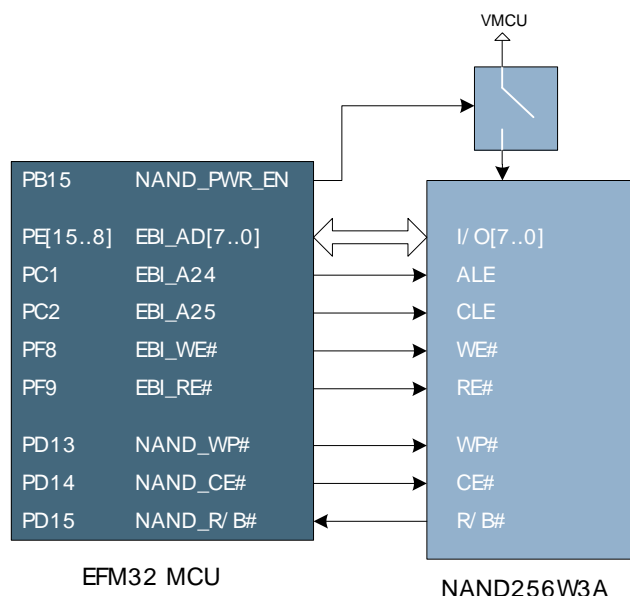 VMCU
PB15 NAND_PWR_EN
PE[15..8] EBI_AD[7..0] I/O[7..0]
PC1 EBI_A24 ALE
PC2 EBI_A25 CLE
PF8 EBI_WE# WE#
PF9 EBI_RE# RE#
PD13 NAND_WP# WP#
PD14 NAND_CE# CE#
PD15 NAND_R/B# R/B#
EFM32 MCU
NAND256W3A